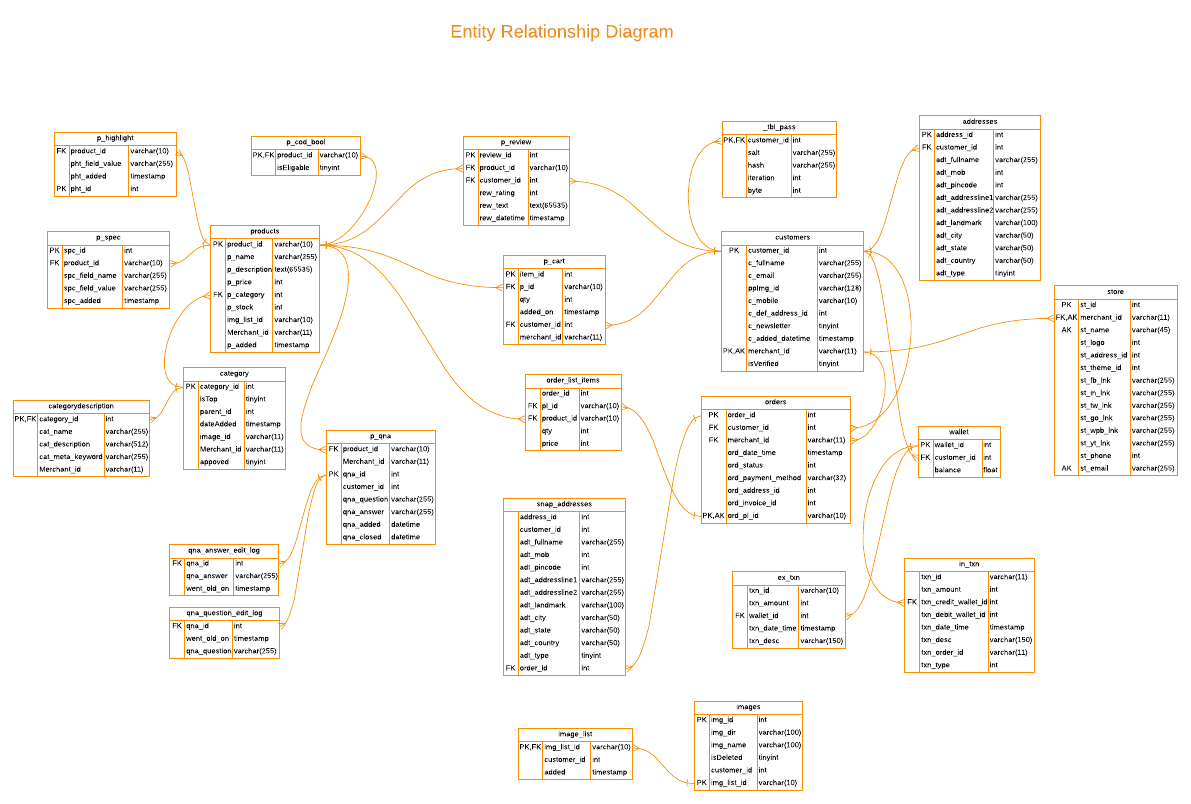 Entity Relationship Diagram
p_highlight
FK product_id varchar(10)
pht_field_value varchar(255)
pht_added timestamp
PK pht_id int
p_cod_bool
PK,FK product_id varchar(10)
isEligable tinyint
p_review
PK review_id int
FK product_id varchar(10)
FK customer_id int
rew_rating int
rew_text text(65535)
rew_datetime timestamp
_tbl_pass
PK,FK customer_id int
salt varchar(255)
hash varchar(255)
iteration int
byte int
addresses
PK address_id int
FK customer_id int
adt_fullname varchar(255)
adt_mob int
adt_pincode int
adt_addressline1 varchar(255)
adt_addressline2 varchar(255)
adt_landmark varchar(100)
adt_city varchar(50)
adt_state varchar(50)
adt_country varchar(50)
adt_type tinyint
p_spec
PK spc_id int
FK product_id varchar(10)
spc_field_name varchar(255)
spc_field_value varchar(255)
spc_added timestamp
products
PK product_id varchar(10)
p_name varchar(255)
p_description text(65535)
p_price int
FK p_category int
p_stock int
img_list_id varchar(10)
Merchant_id varchar(11)
p_added timestamp
p_cart
PK item_id int
FK p_id varchar(10)
qty int
added_on timestamp
FK customer_id int
merchant_id varchar(11)
customers
PK customer_id int
c_fullname varchar(255)
c_email varchar(255)
ppImg_id varchar(128)
c_mobile varchar(10)
c_def_address_id int
c_newsletter tinyint
c_added_datetime timestamp
PK,AK merchant_id varchar(11)
isVerified tinyint
store
PK st_id int
FK,AK merchant_id varchar(11)
AK st_name varchar(45)
st_logo int
st_address_id int
st_theme_id int
st_fb_lnk varchar(255)
st_in_lnk varchar(255)
st_tw_lnk varchar(255)
st_go_lnk varchar(255)
st_wpb_lnk varchar(255)
st_yt_lnk varchar(255)
st_phone int
AK st_email varchar(255)
category
PK category_id int
isTop tinyint
parent_id int
dateAdded timestamp
image_id varchar(11)
Merchant_id varchar(11)
appoved tinyint
categorydescription
PK,FK category_id int
cat_name varchar(255)
cat_description varchar(512)
cat_meta_keyword varchar(255)
Merchant_id varchar(11)
order_list_items
order_id int
FK pl_id varchar(10)
FK product_id varchar(10)
qty int
price int
orders
PK order_id int
FK customer_id int
FK merchant_id varchar(11)
ord_date_time timestamp
ord_status int
ord_payment_method varchar(32)
ord_address_id int
ord_invoice_id int
PK,AK ord_pl_id varchar(10)
wallet
PK wallet_id int
FK customer_id int
balance float
p_qna
FK product_id varchar(10)
Merchant_id varchar(11)
PK qna_id int
customer_id int
qna_question varchar(255)
qna_answer varchar(255)
qna_added datetime
qna_closed datetime
snap_addresses
address_id int
customer_id int
adt_fullname varchar(255)
adt_mob int
adt_pincode int
adt_addressline1 varchar(255)
adt_addressline2 varchar(255)
adt_landmark varchar(100)
adt_city varchar(50)
adt_state varchar(50)
adt_country varchar(50)
adt_type tinyint
FK order_id int
qna_answer_edit_log
FK qna_id int
qna_answer varchar(255)
went_old_on timestamp
qna_question_edit_log
FK qna_id int
went_old_on timestamp
qna_question varchar(255)
ex_txn
txn_id varchar(10)
txn_amount int
FK wallet_id int
txn_date_time timestamp
txn_desc varchar(150)
in_txn
txn_id varchar(11)
txn_amount int
FK txn_credit_wallet_id int
txn_debit_wallet_id int
txn_date_time timestamp
txn_desc varchar(150)
txn_order_id varchar(11)
txn_type int
image_list
PK,FK img_list_id varchar(10)
customer_id int
added timestamp
images
PK img_id int
img_dir varchar(100)
img_name varchar(100)
isDeleted tinyint
customer_id int
PK img_list_id varchar(10)